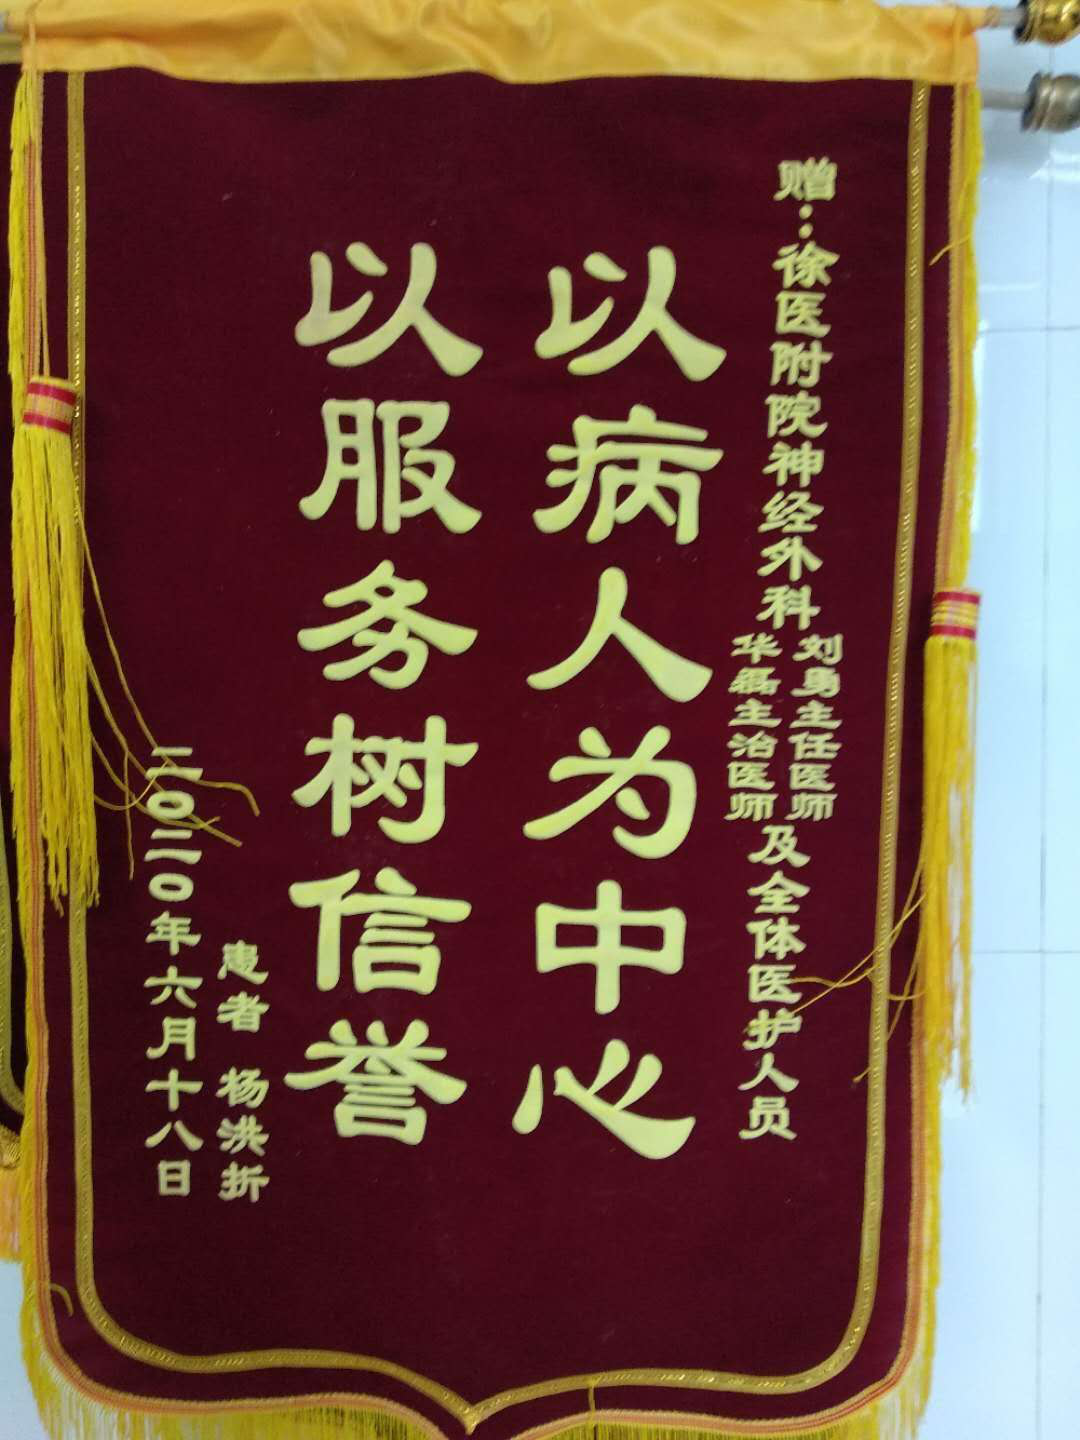 赠：徐医附院神经外科
刘勇主任医师
华磊主治医师
及全体医护人员
以病人为中心
以服务树信誉
患者 杨洪折
二〇二〇年六月十八日